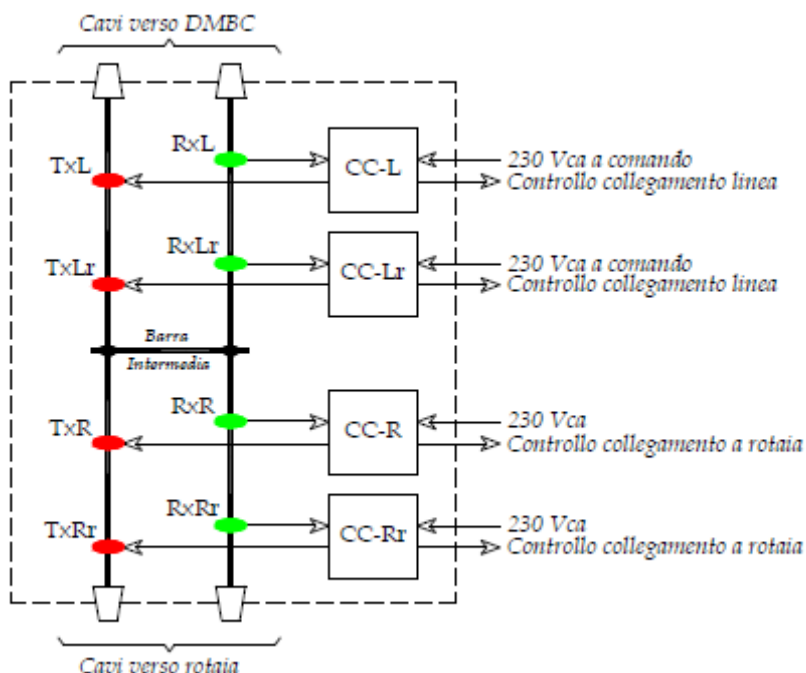 Cavi verso DMBC
RxL
TxL
CC-L
230 Vca a comando
Controllo collegamento linea
RxLr
TxLr
CC-Lr
230 Vca a comando
Controllo collegamento linea
Barra
Intermedia
RxR
TxR
CC-R
230 Vca
Controllo collegamento a rotaia
RxRr
TxRr
CC-Rr
230 Vca
Controllo collegamento a rotaia
Cavi verso rotaia